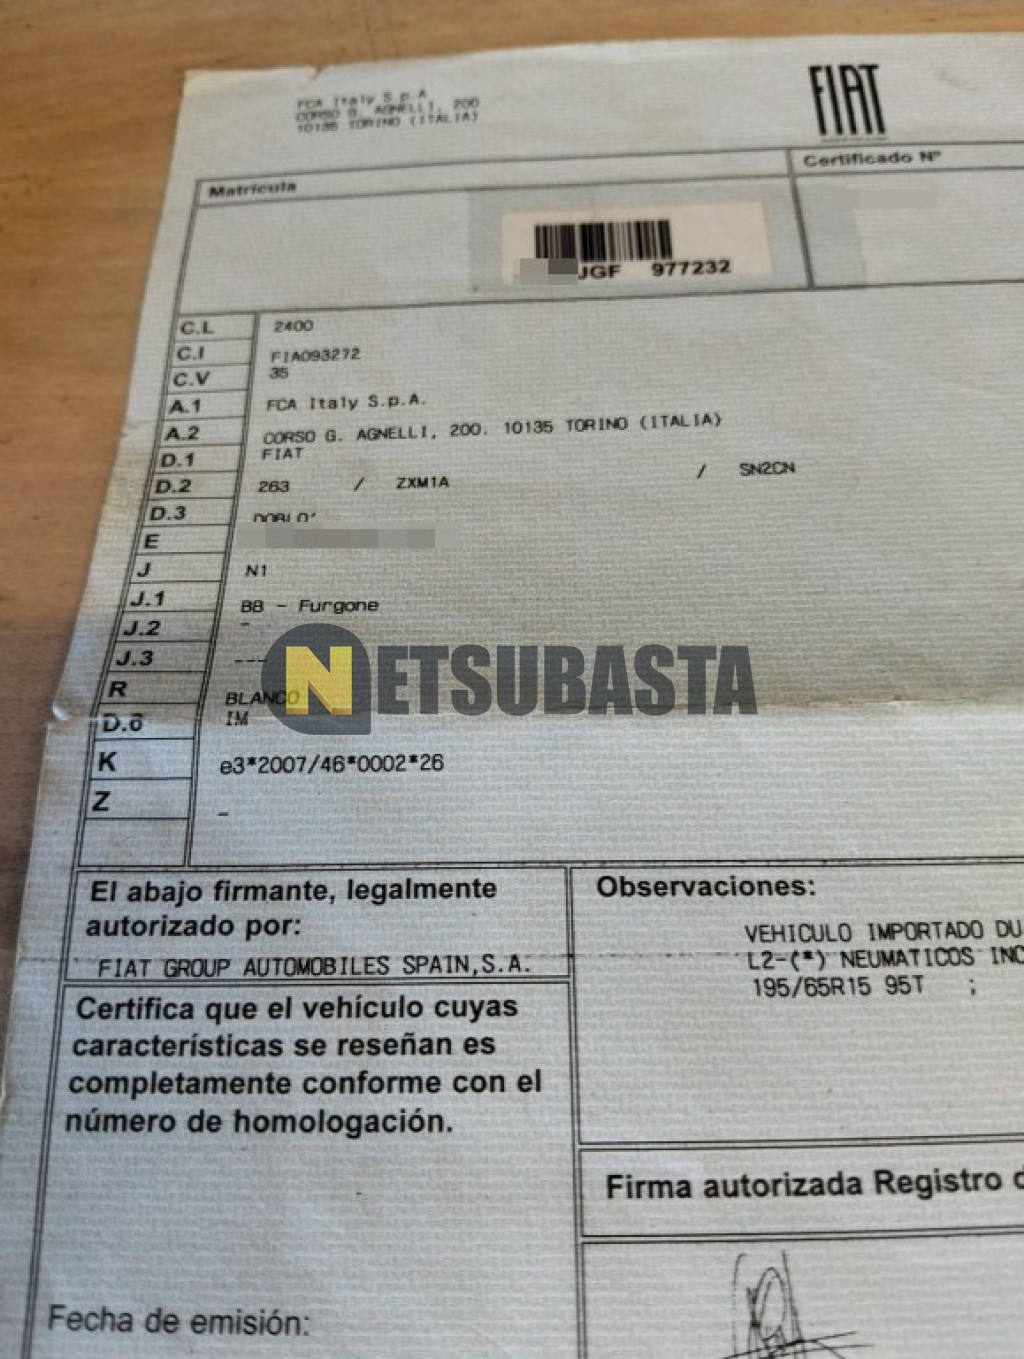 FCA Italy S.p.A
CORSO G. AGNELLI, 200
10135 TORINO (ITALIA)
FIAT
Matrícula
Certificado Nº
JGF 977232
C.L 2400
C.I FIA093272
C.V 35
A.1 FCA Italy S.p.A.
A.2 CORSO G. AGNELLI, 200. 10135 TORINO (ITALIA)
D.1 FIAT
D.2 263 / ZXM1A / SN2CN
D.3 DOBLO'
E
J N1
J.1 BB - Furgone
J.2 -
J.3 ---
R BLANCO
D.6 IM
K e3*2007/46*0002*26
Z -
NETSUBASTA
El abajo firmante, legalmente
autorizado por:
FIAT GROUP AUTOMOBILES SPAIN,S.A.
Observaciones:
VEHICULO IMPORTADO DU
L2-(*) NEUMATICOS INC
195/65R15 95T ;
Certifica que el vehículo cuyas
características se reseñan es
completamente conforme con el
número de homologación.
Firma autorizada Registro d
Fecha de emisión: